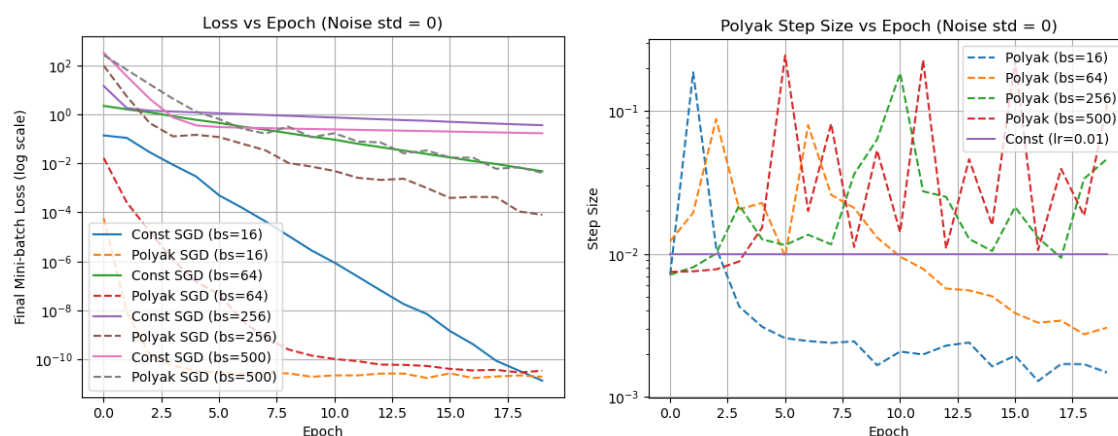 Loss vs Epoch (Noise std = 0)
Final Mini-batch Loss (log scale)
10²
10⁰
10⁻²
10⁻⁴
10⁻⁶
10⁻⁸
10⁻¹⁰
Const SGD (bs=16)
Polyak SGD (bs=16)
Const SGD (bs=64)
Polyak SGD (bs=64)
Const SGD (bs=256)
Polyak SGD (bs=256)
Const SGD (bs=500)
Polyak SGD (bs=500)
0.0 2.5 5.0 7.5 10.0 12.5 15.0 17.5
Epoch
Polyak Step Size vs Epoch (Noise std = 0)
Step Size
10⁻¹
10⁻²
10⁻³
Polyak (bs=16)
Polyak (bs=64)
Polyak (bs=256)
Polyak (bs=500)
Const (lr=0.01)
0.0 2.5 5.0 7.5 10.0 12.5 15.0 17.5
Epoch